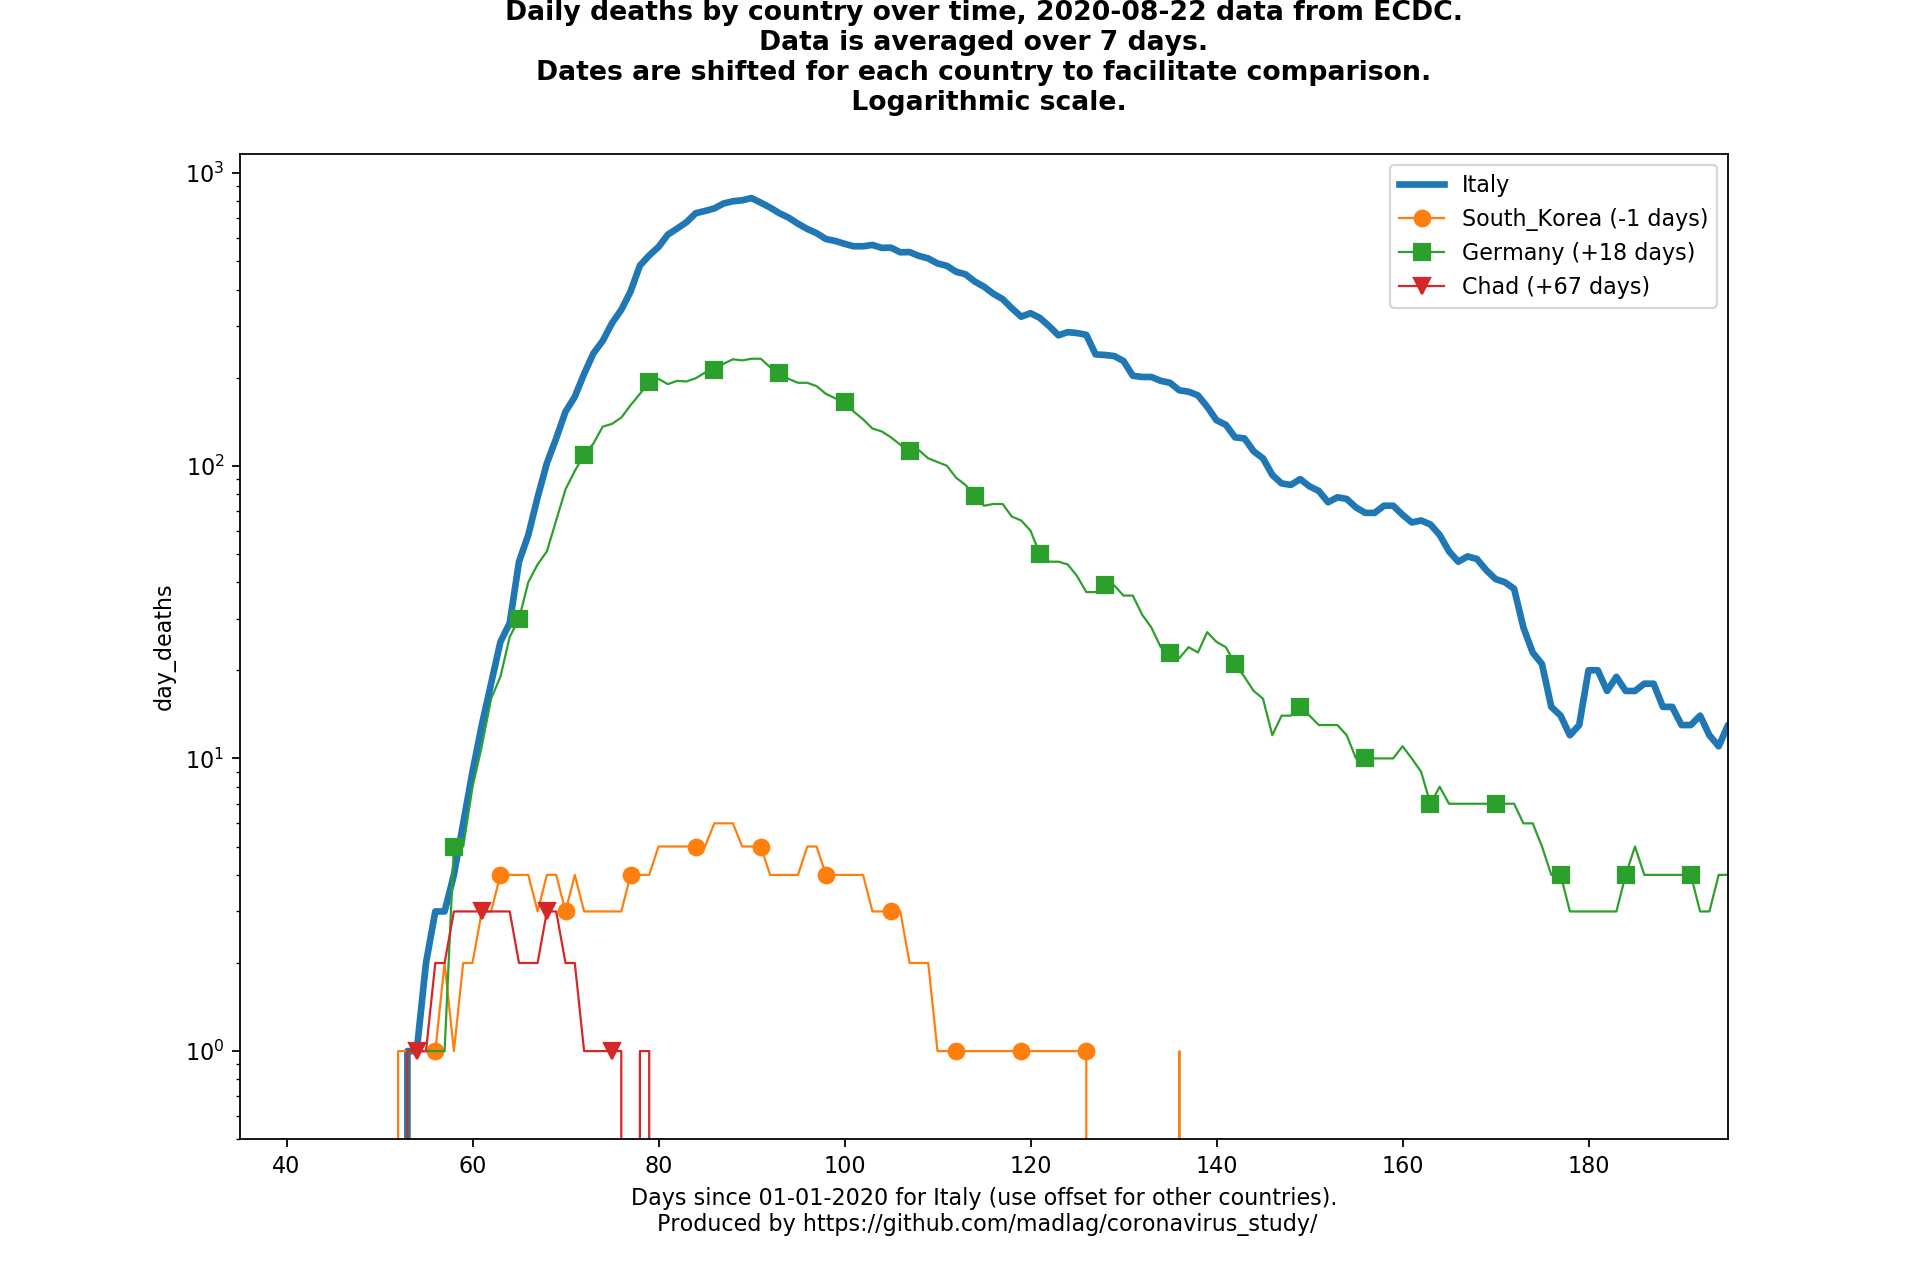 Daily deaths by country over time, 2020-08-22 data from ECDC.
Data is averaged over 7 days.
Dates are shifted for each country to facilitate comparison.
Logarithmic scale.
10³
10²
10¹
10⁰
day_deaths
Italy
South_Korea (-1 days)
Germany (+18 days)
Chad (+67 days)
40 60 80 100 120 140 160 180
Days since 01-01-2020 for Italy (use offset for other countries).
Produced by https://github.com/madlag/coronavirus_study/